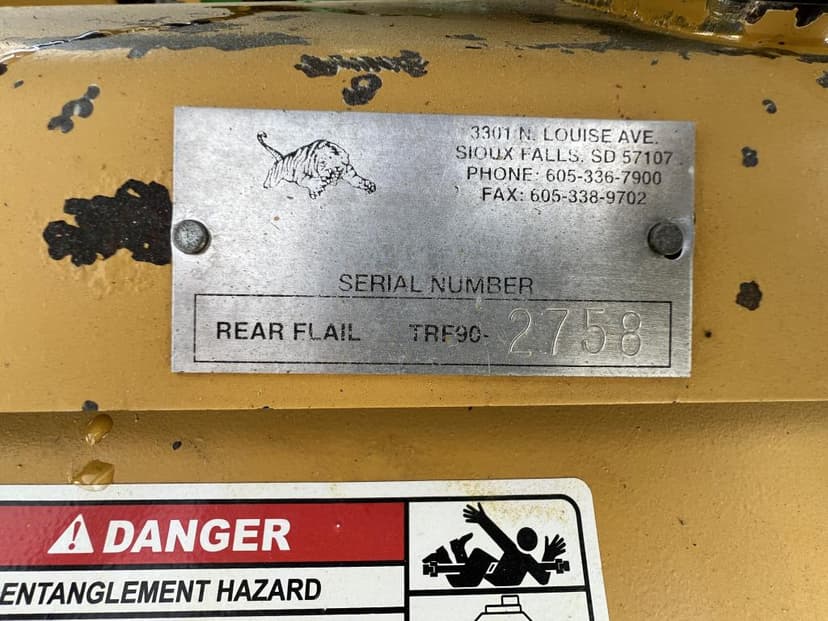 3301 N. LOUISE AVE.
SIOUX FALLS, SD 57107
PHONE: 605-336-7900
FAX: 605-338-9702
SERIAL NUMBER
REAR FLAIL TRF90-2758
DANGER
ENTANGLEMENT HAZARD